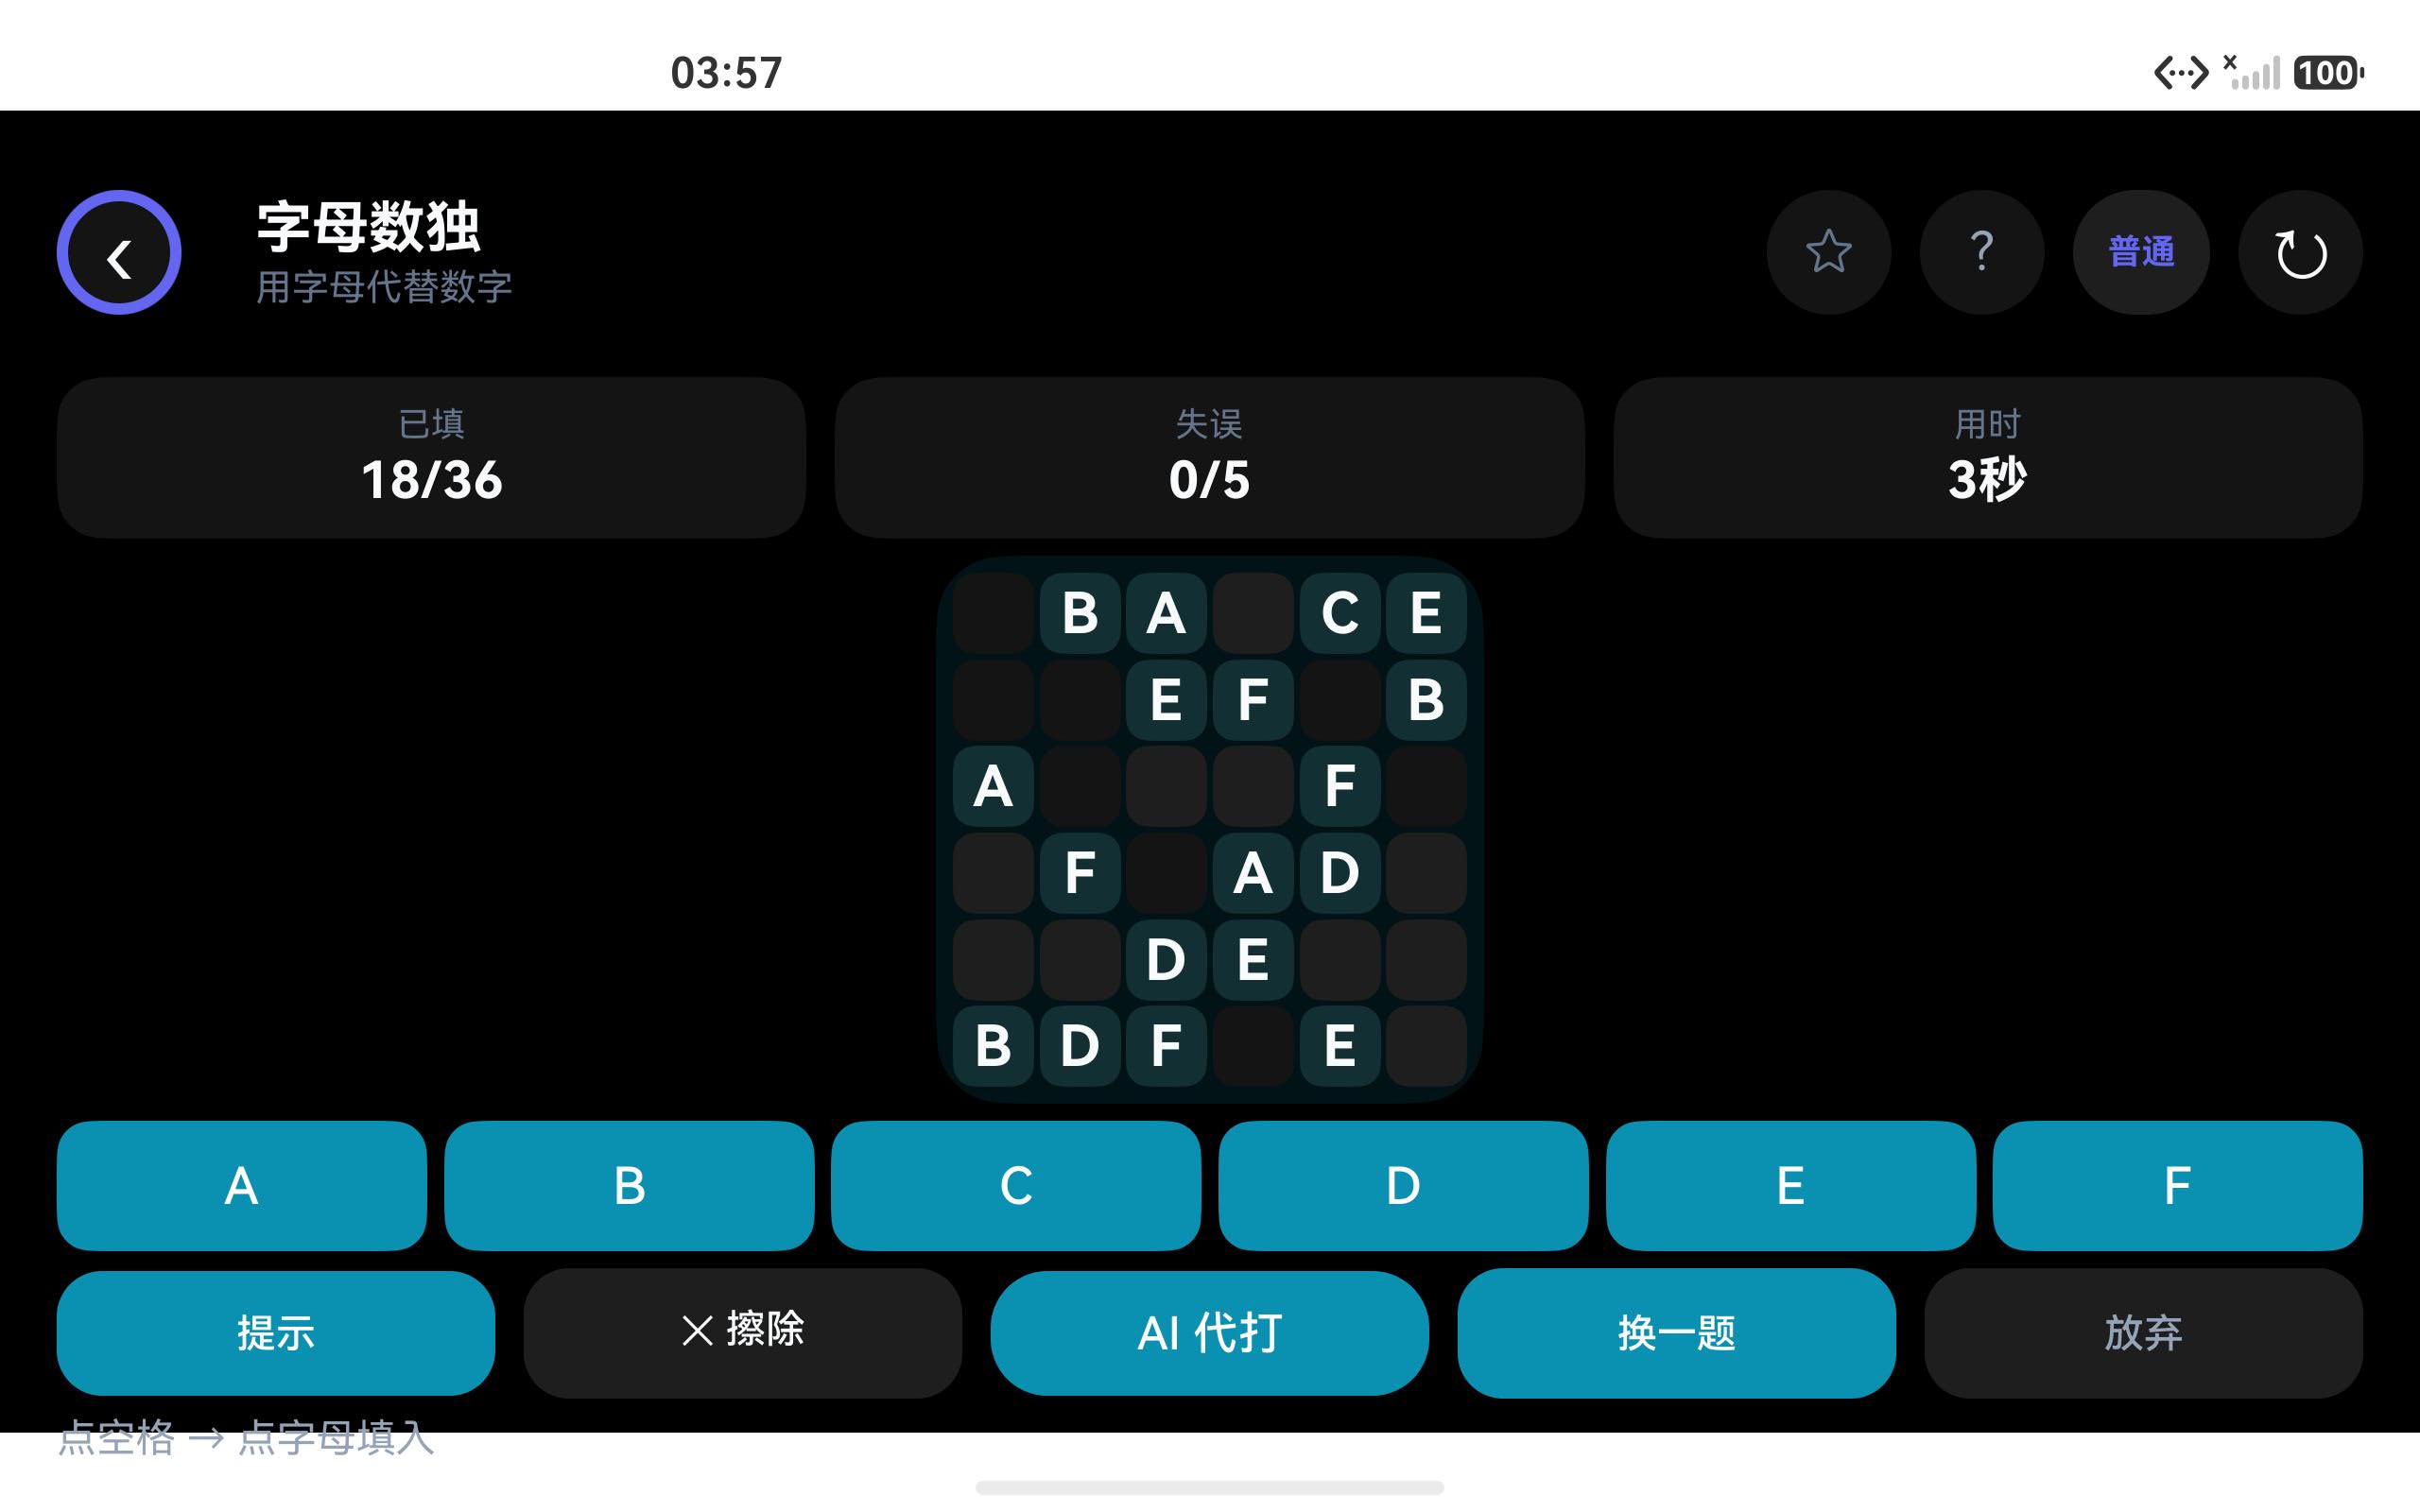 03:57
100
字母数独
用字母代替数字
?
普通
已填
18/36
失误
0/5
用时
3秒
B A C E
E F B
A F
F A D
D E
B D F E
A B C D E F
提示 × 擦除 AI 代打 换一题 放弃
点空格 → 点字母填入